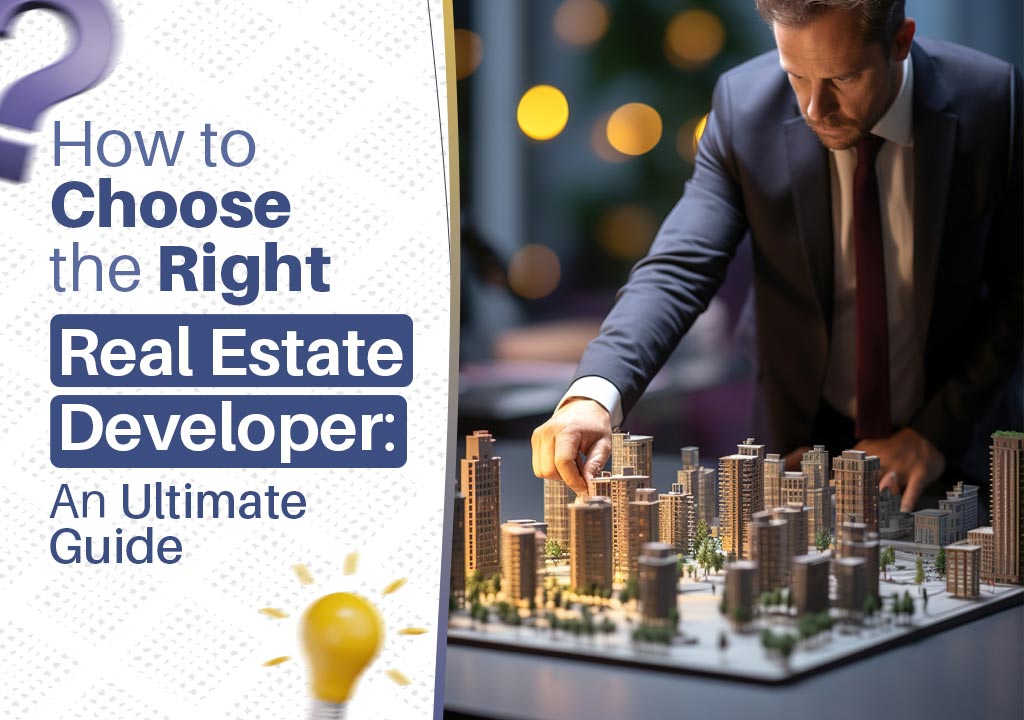 How to
Choose
the Right
Real Estate
Developer:
An Ultimate
Guide